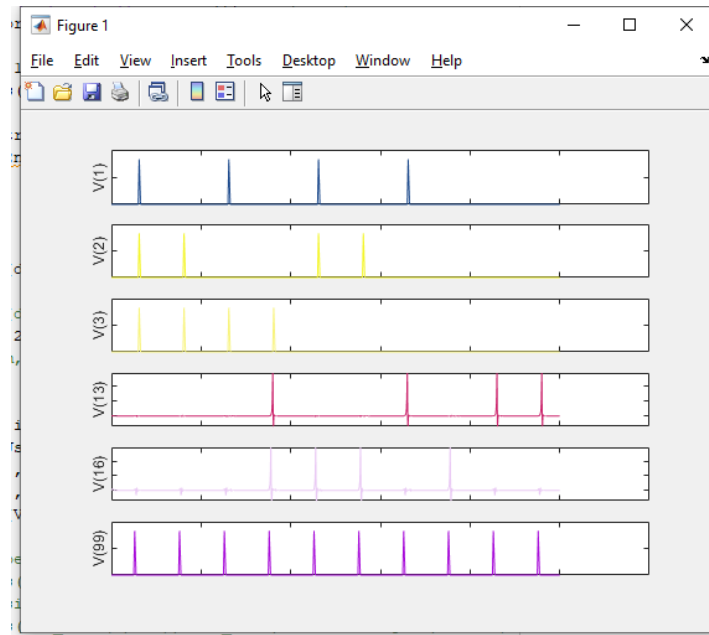 Figure 1
File Edit View Insert Tools Desktop Window Help
V(1)
V(2)
V(3)
V(13)
V(16)
V(99)